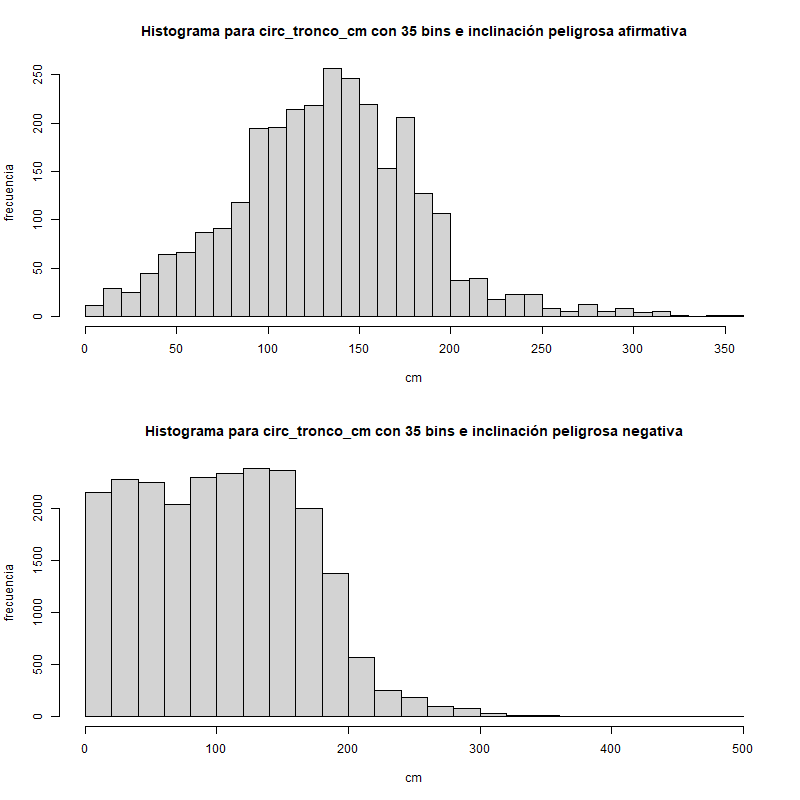 Histograma para circ_tronco_cm con 35 bins e inclinación peligrosa afirmativa
250
200
150
100
50
0
frecuencia
0 50 100 150 200 250 300 350
cm
Histograma para circ_tronco_cm con 35 bins e inclinación peligrosa negativa
2000
1500
1000
500
0
frecuencia
0 100 200 300 400 500
cm